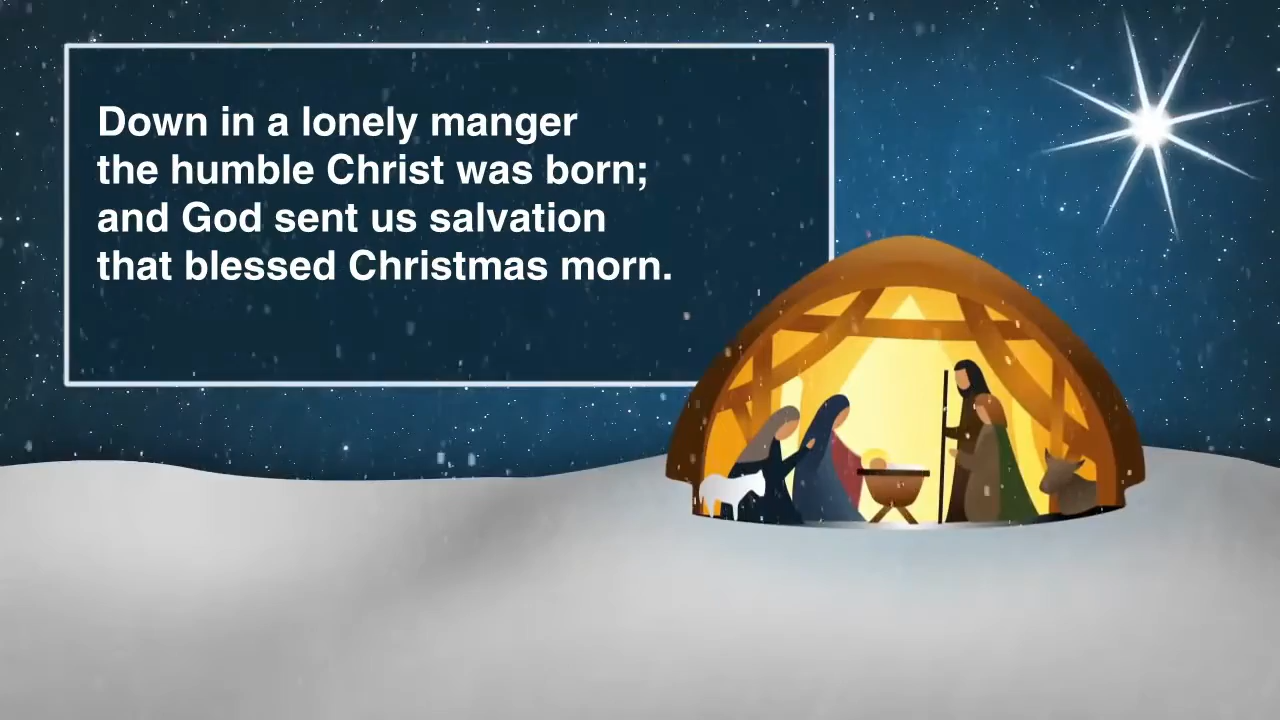 Down in a lonely manger
the humble Christ was born;
and God sent us salvation
that blessed Christmas morn.